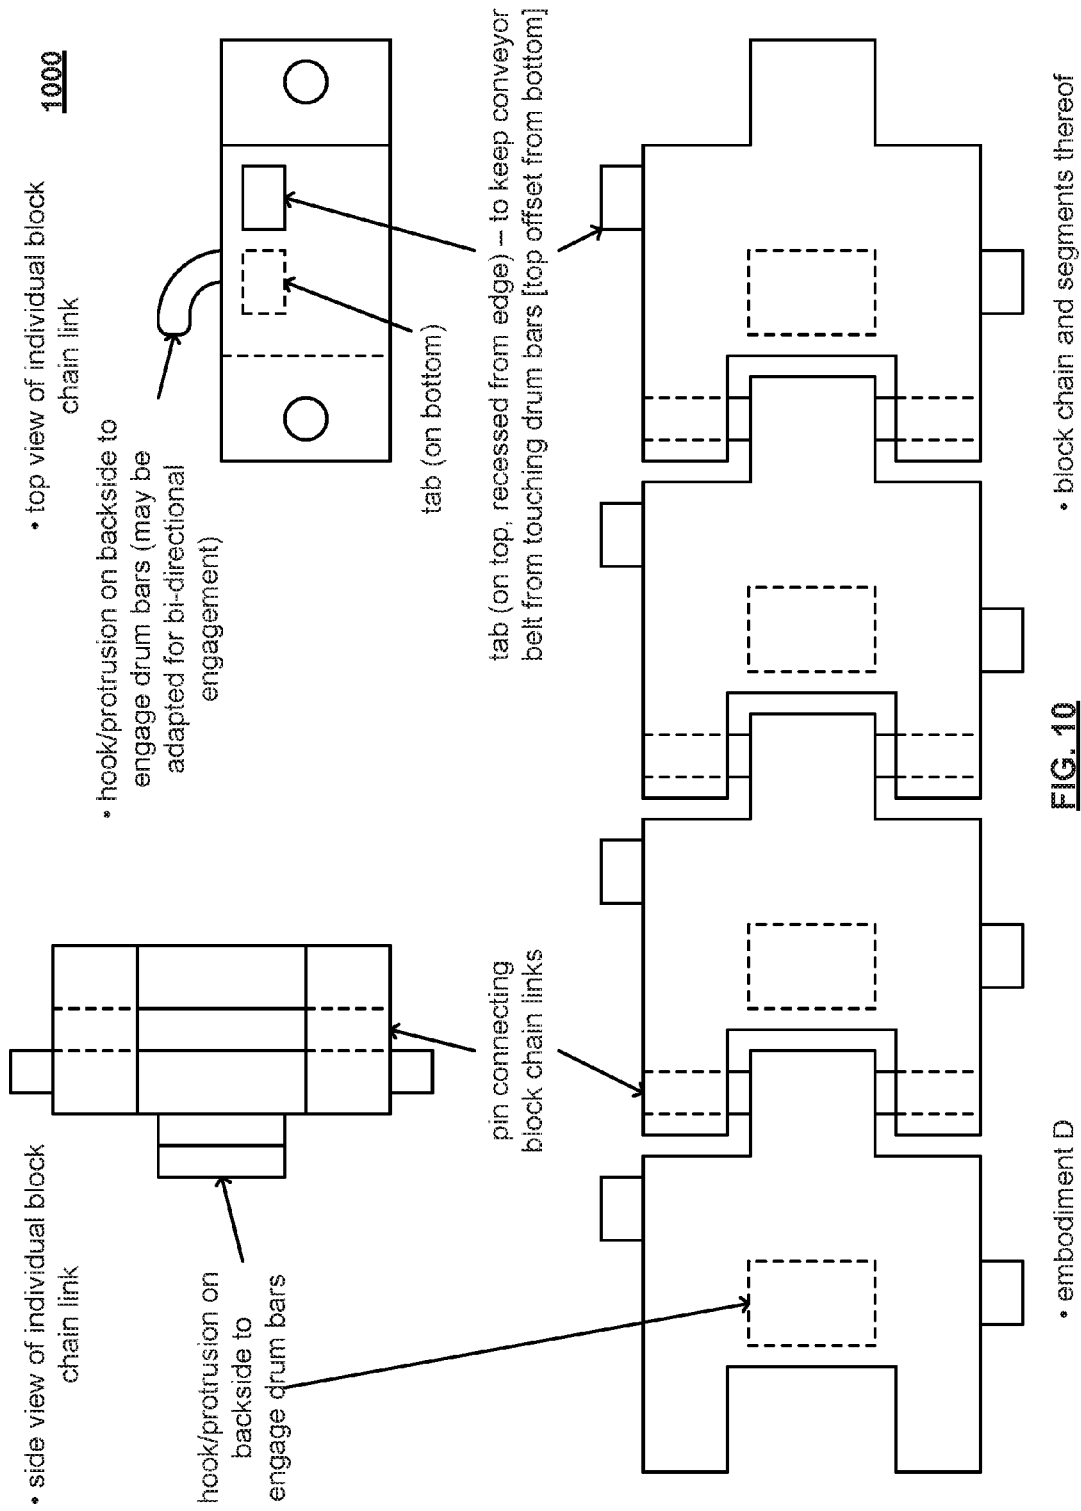 • side view of individual block
chain link
• top view of individual block
chain link
1000
• hook/protrusion on backside to
engage drum bars (may be
adapted for bi-directional
engagement)
hook/protrusion on
backside to
engage drum bars
pin connecting
block chain links
tab (on bottom)
tab (on top, recessed from edge) – to keep conveyor
belt from touching drum bars [top offset from bottom]
• embodiment D
• block chain and segments thereof
FIG. 10